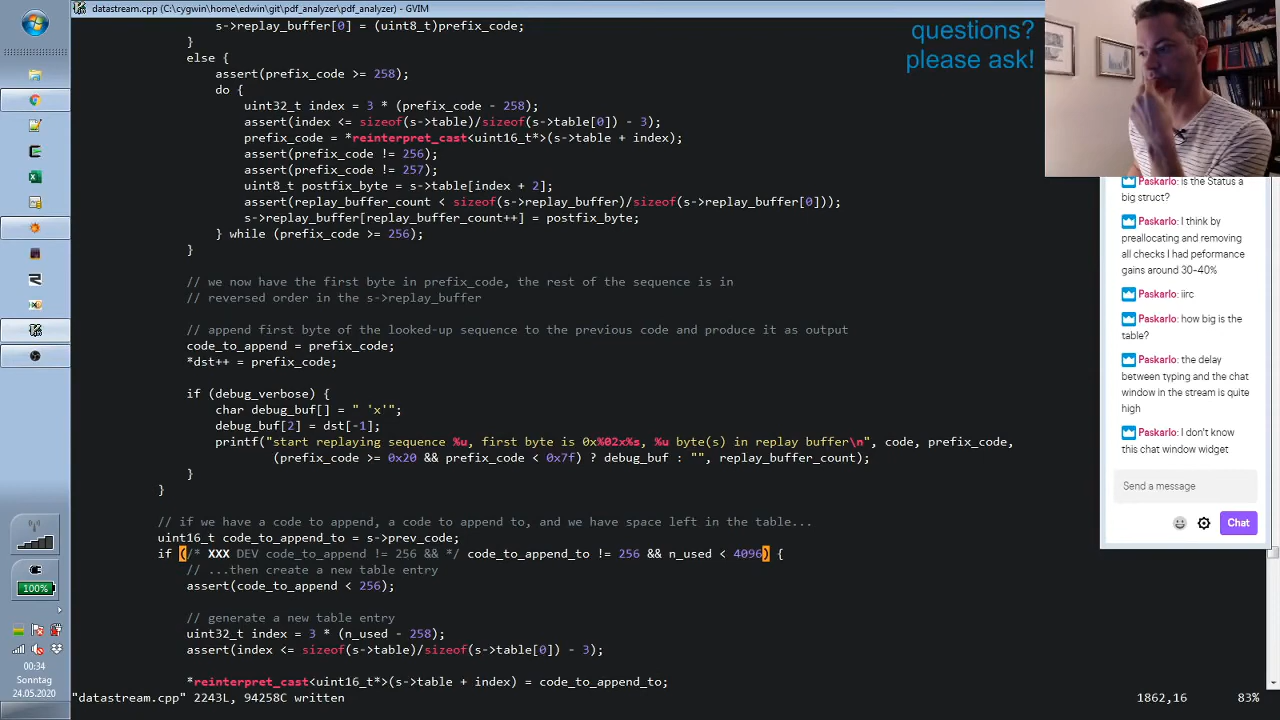 datastream.cpp (C:\cygwin\home\edwin\git\pdf_analyzer\pdf_analyzer) - GVIM
s->replay_buffer[0] = (uint8_t)prefix_code;
}
else {
assert(prefix_code >= 258);
do {
uint32_t index = 3 * (prefix_code - 258);
assert(index <= sizeof(s->table)/sizeof(s->table[0]) - 3);
prefix_code = *reinterpret_cast<uint16_t*>(s->table + index);
assert(prefix_code != 256);
assert(prefix_code != 257);
uint8_t postfix_byte = s->table[index + 2];
assert(replay_buffer_count < sizeof(s->replay_buffer)/sizeof(s->replay_buffer[0]));
s->replay_buffer[replay_buffer_count++] = postfix_byte;
} while (prefix_code >= 256);
}
// we now have the first byte in prefix_code, the rest of the sequence is in
// reversed order in the s->replay_buffer
// append first byte of the looked-up sequence to the previous code and produce it as output
code_to_append = prefix_code;
*dst++ = prefix_code;
if (debug_verbose) {
char debug_buf[] = " 'x'";
debug_buf[2] = dst[-1];
printf("start replaying sequence %u, first byte is 0x%02x%s, %u byte(s) in replay buffer\n", code, prefix_code,
(prefix_code >= 0x20 && prefix_code < 0x7f) ? debug_buf : "", replay_buffer_count);
}
}
// if we have a code to append, a code to append to, and we have space left in the table...
uint16_t code_to_append_to = s->prev_code;
if (/* XXX DEV code_to_append != 256 && */ code_to_append_to != 256 && n_used < 4096) {
// ...then create a new table entry
assert(code_to_append < 256);
// generate a new table entry
uint32_t index = 3 * (n_used - 258);
assert(index <= sizeof(s->table)/sizeof(s->table[0]) - 3);
*reinterpret_cast<uint16_t*>(s->table + index) = code_to_append_to;
"datastream.cpp" 2243L, 94258C written
1862,16
83%
questions?
please ask!
Paskarlo: is the Status a
big struct?
Paskarlo: I think by
preallocating and removing
all checks I had peformance
gains around 30-40%
Paskarlo: iirc
Paskarlo: how big is the
table?
Paskarlo: the delay
between typing and the chat
window in the stream is quite
high
Paskarlo: I don't know
this chat window widget
Send a message
Chat
100%
00:34
Sonntag
24.05.2020